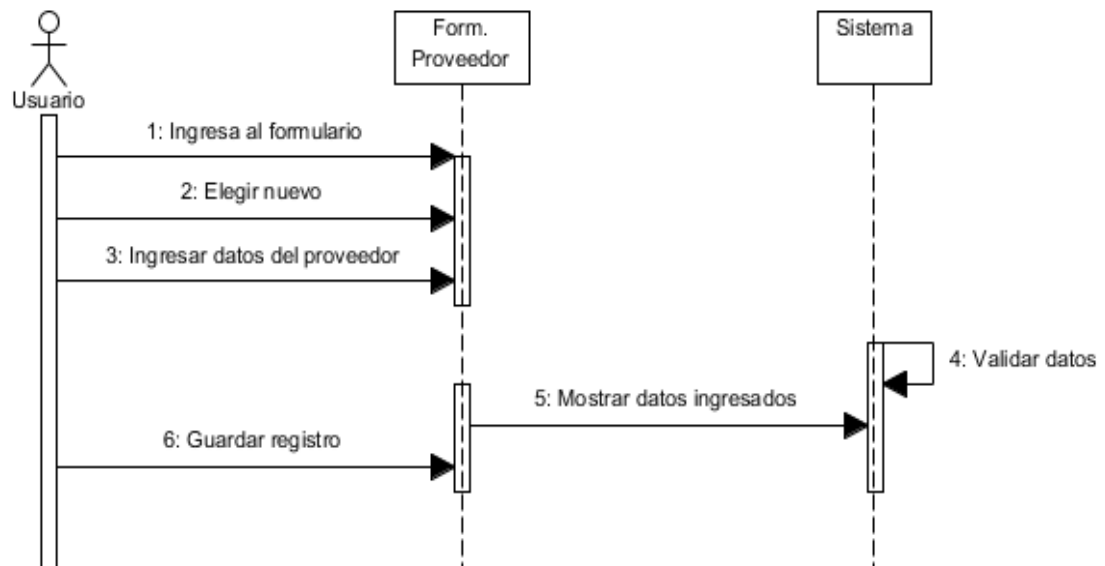 Form.
Proveedor
Sistema
Usuario
1: Ingresa al formulario
2: Elegir nuevo
3: Ingresar datos del proveedor
4: Validar datos
5: Mostrar datos ingresados
6: Guardar registro